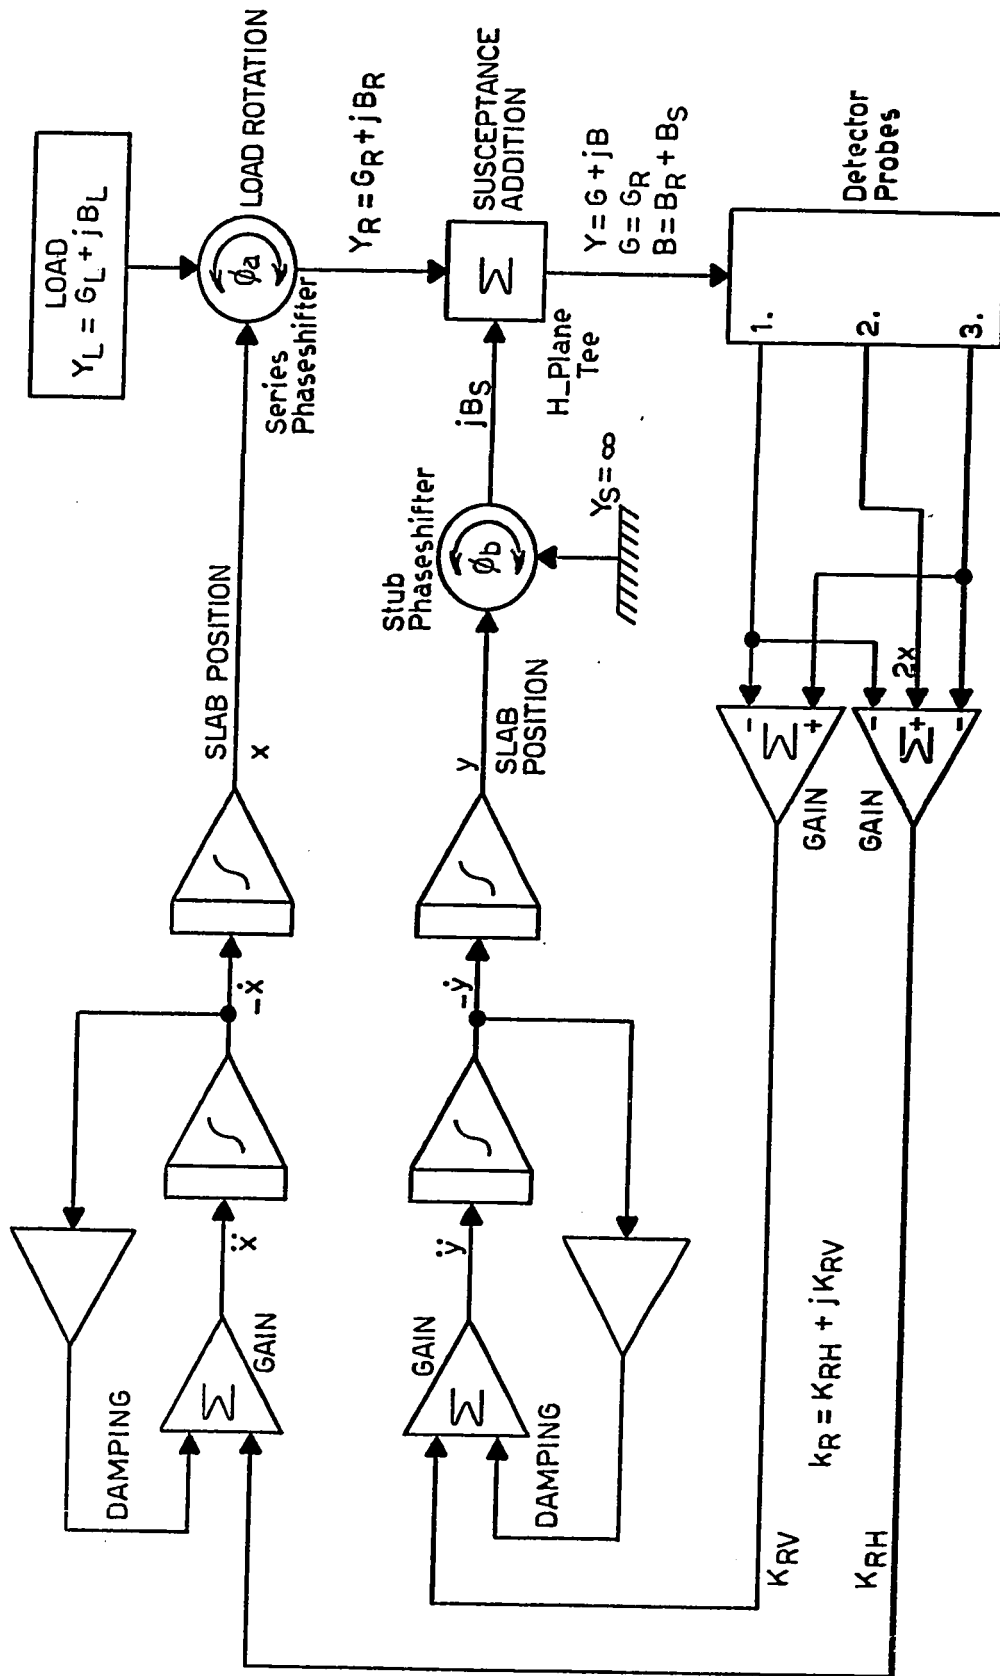 LOAD
Y_L = G_L + jB_L
LOAD ROTATION
øa
Series
Phaseshifter
SLAB POSITION
x
-ẋ
ẍ
GAIN
Σ
DAMPING
Y_R = G_R + jB_R
SUSCEPTANCE
ADDITION
Σ
H_Plane
Tee
jB_S
Stub
Phaseshifter
øb
Y_S = ∞
SLAB
POSITION
y
-ẏ
ÿ
GAIN
Σ
DAMPING
Y = G + jB
G = G_R
B = B_R + B_S
Detector
Probes
1.
2.
3.
-
Σ
+
GAIN
-
2x
Σ+
-
GAIN
K_RV
K_R = K_RH + jK_RV
K_RH